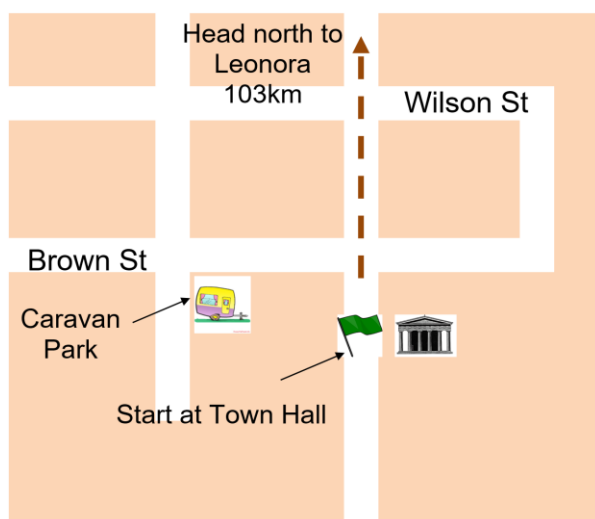 Head north to
Leonora
103km
Wilson St
Brown St
Caravan
Park
Start at Town Hall